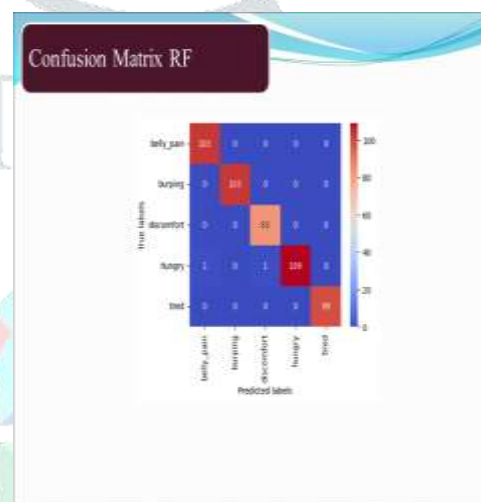 Confusion Matrix RF
belly_pain 0 0 0 0
burping 0 103 0 0 0
discomfort 0 0 0 0
hungry 1 0 1 109 0
tired 0 0 0 0
100
80
60
40
20
0
true labels
belly_pain burping discomfort hungry tired
Predicted labels